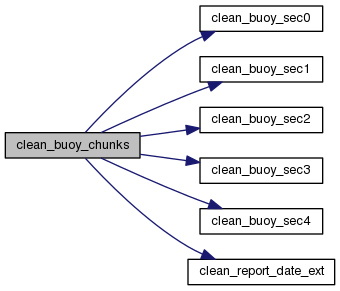 clean_buoy_sec0
clean_buoy_sec1
clean_buoy_sec2
clean_buoy_chunks
clean_buoy_sec3
clean_buoy_sec4
clean_report_date_ext